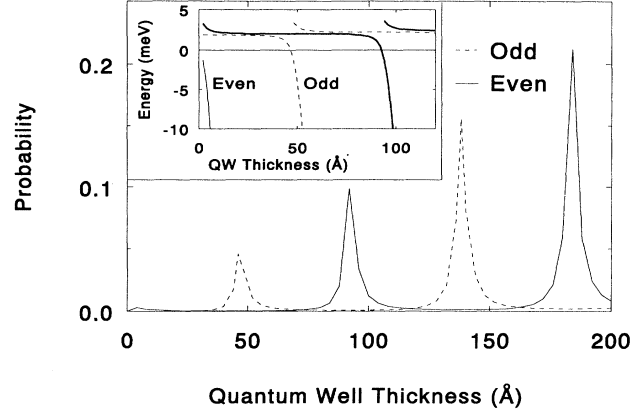 5
0
-5
-10
Energy (meV)
Even
Odd
0
50
100
QW Thickness (Å)
Odd
Even
0.2
0.1
0.0
Probability
0
50
100
150
200
Quantum Well Thickness (Å)